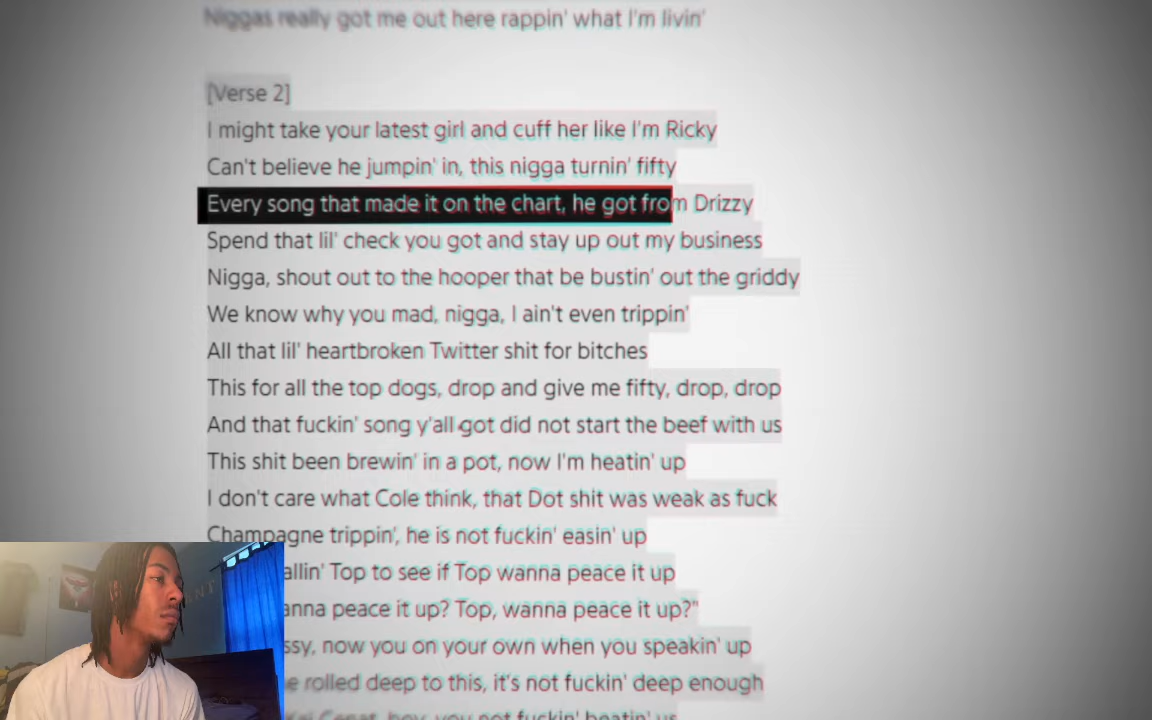 Niggas really got me out here rappin' what I'm livin'
[Verse 2]
I might take your latest girl and cuff her like I'm Ricky
Can't believe he jumpin' in, this nigga turnin' fifty
Every song that made it on the chart, he got from Drizzy
Spend that lil' check you got and stay up out my business
Nigga, shout out to the hooper that be bustin' out the griddy
We know why you mad, nigga, I ain't even trippin'
All that lil' heartbroken Twitter shit for bitches
This for all the top dogs, drop and give me fifty, drop, drop
And that fuckin' song y'all got did not start the beef with us
This shit been brewin' in a pot, now I'm heatin' up
I don't care what Cole think, that Dot shit was weak as fuck
Champagne trippin', he is not fuckin' easin' up
allin' Top to see if Top wanna peace it up
anna peace it up? Top, wanna peace it up?"
ssy, now you on your own when you speakin' up
e rolled deep to this, it's not fuckin' deep enough
Kai Cenat, boy, you not fuckin' beatin' us